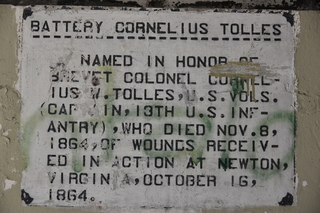 BATTERY CORNELIUS TOLLES
NAMED IN HONOR OF
BREVET COLONEL CORNEL-
IUS W. TOLLES, U.S. VOLS.
(CAPTAIN, 13TH U.S. INF-
ANTRY), WHO DIED NOV. 8,
1864, OF WOUNDS RECEIV-
ED IN ACTION AT NEWTON,
VIRGINIA, OCTOBER 16,
1864.